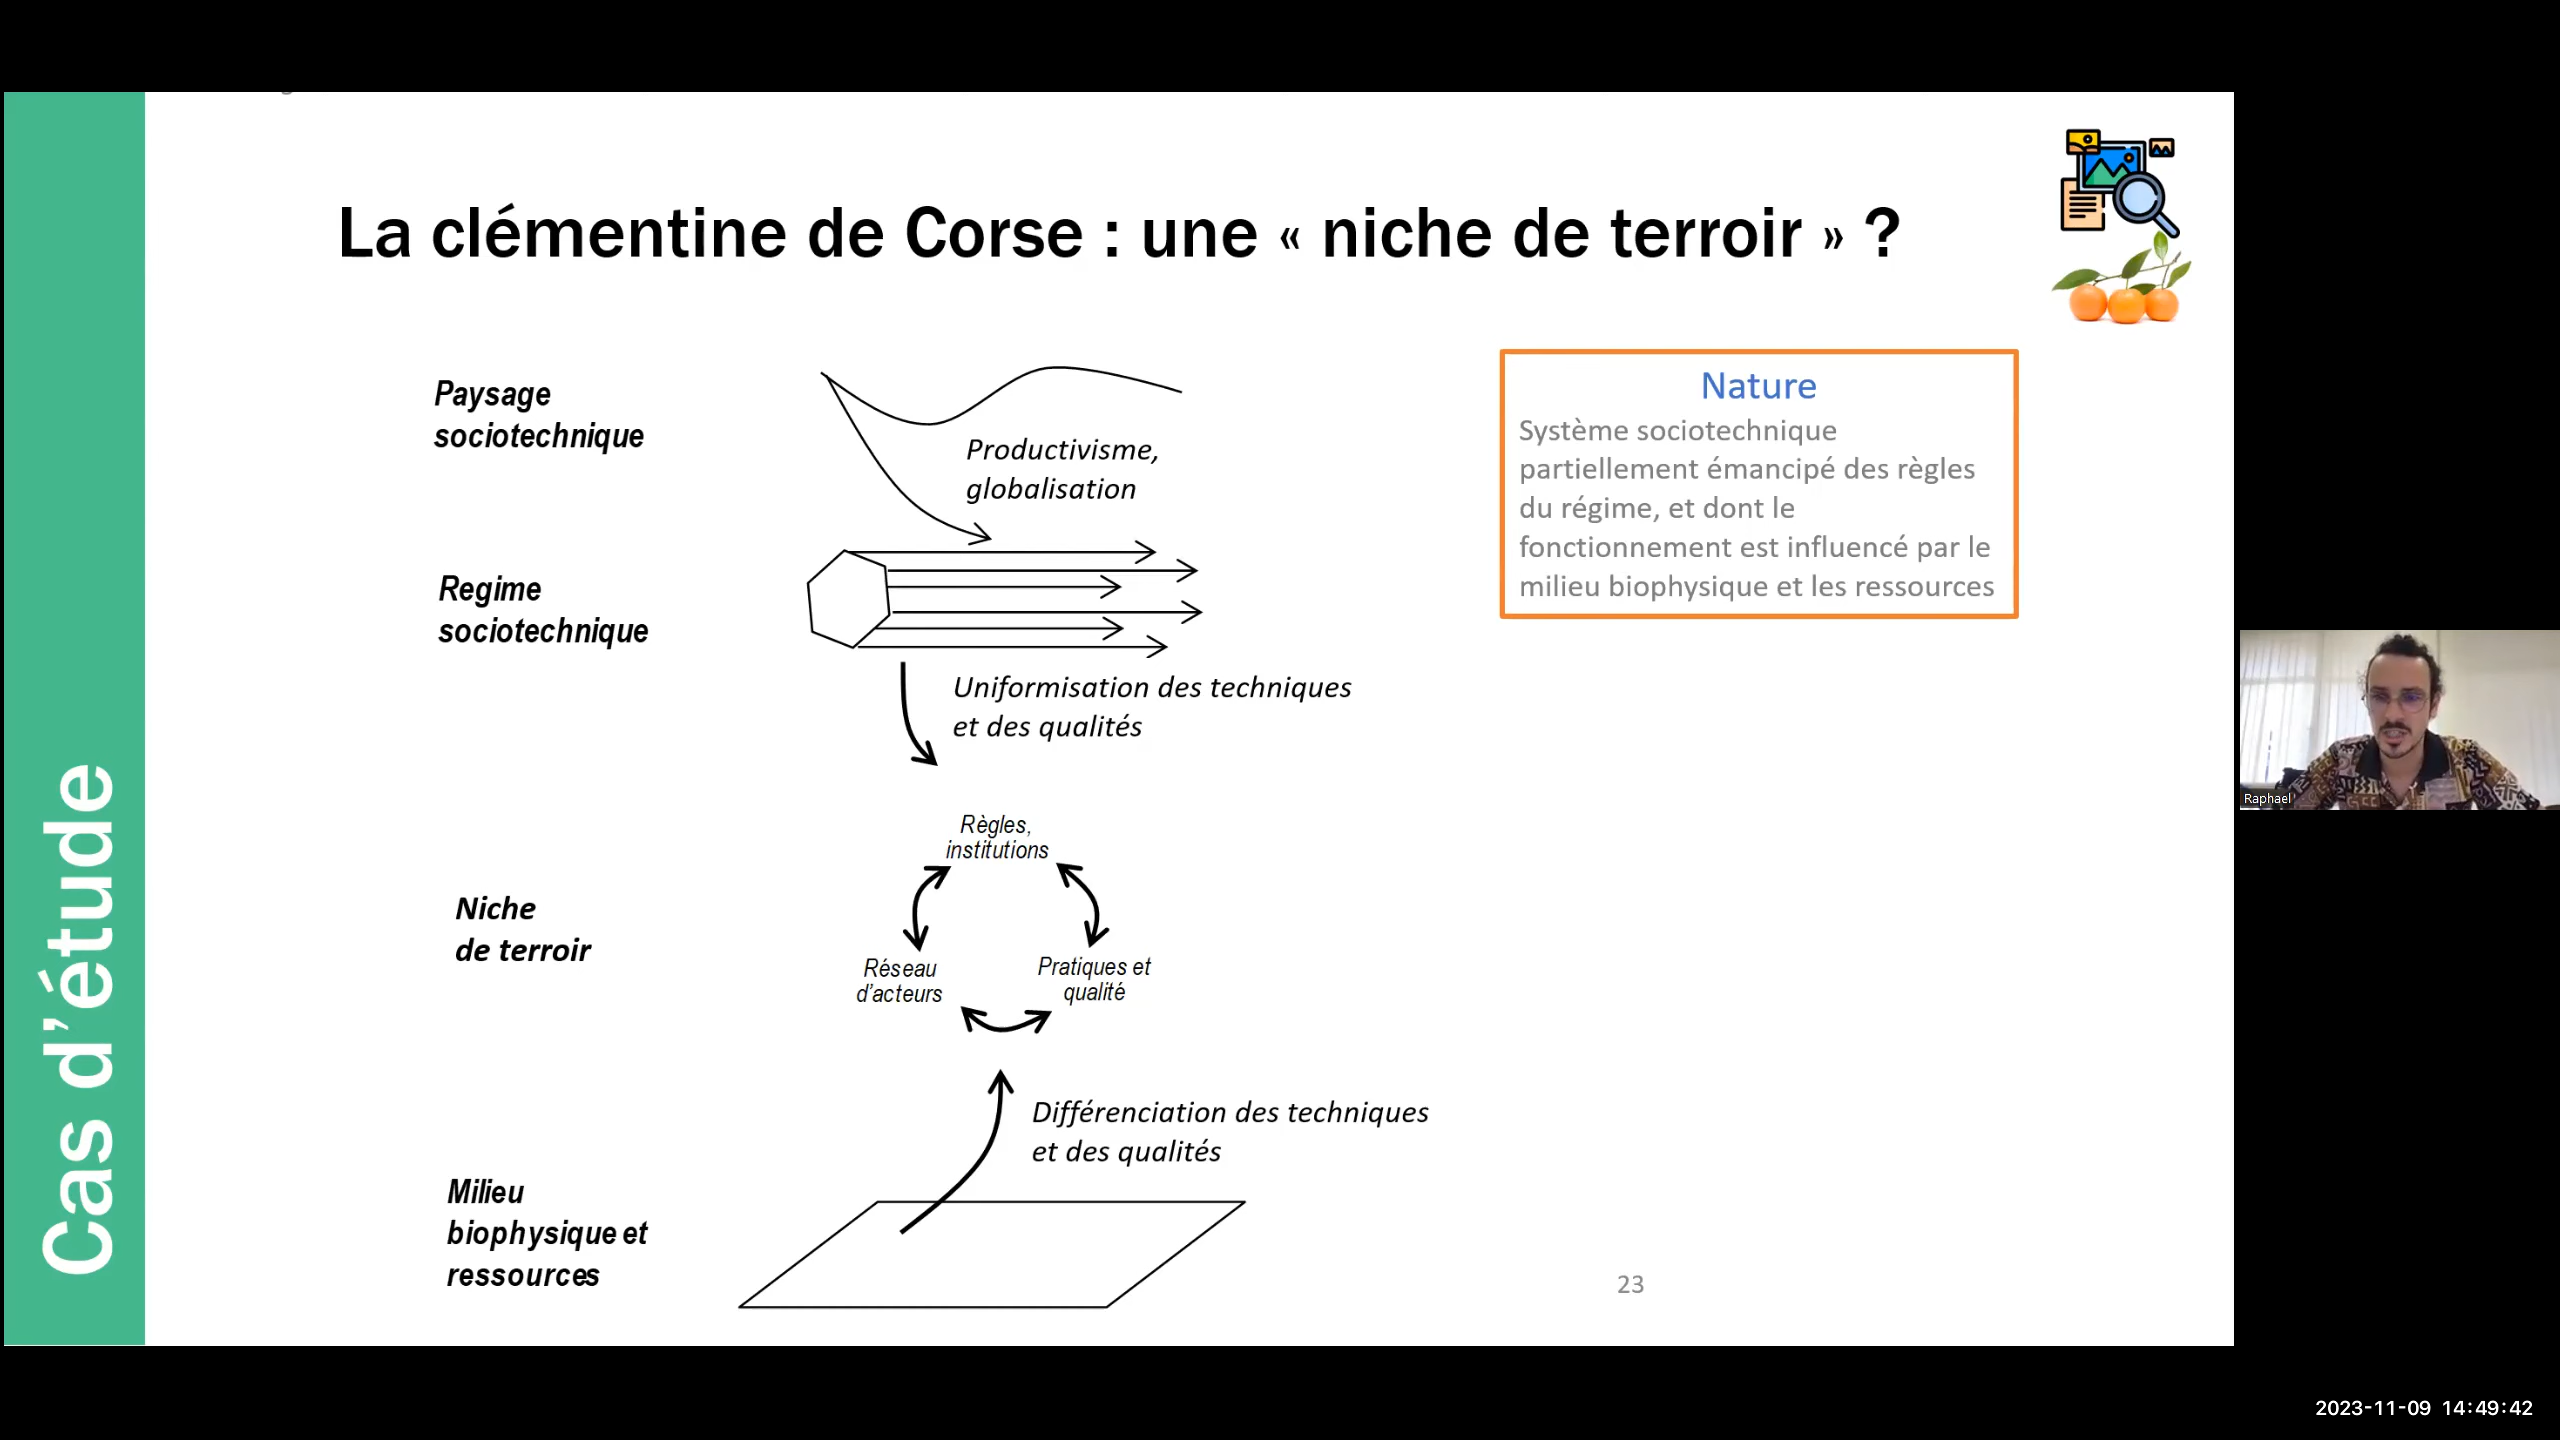 La clémentine de Corse : une « niche de terroir » ?
Paysage
sociotechnique
Productivisme,
globalisation
Nature
Système sociotechnique
partiellement émancipé des règles
du régime, et dont le
fonctionnement est influencé par le
milieu biophysique et les ressources
Regime
sociotechnique
Uniformisation des techniques
et des qualités
Règles,
institutions
Niche
de terroir
Réseau
d'acteurs
Pratiques et
qualité
Différenciation des techniques
et des qualités
Milieu
biophysique et
ressources
23
Cas d'étude
Raphael
2023-11-09 14:49:42